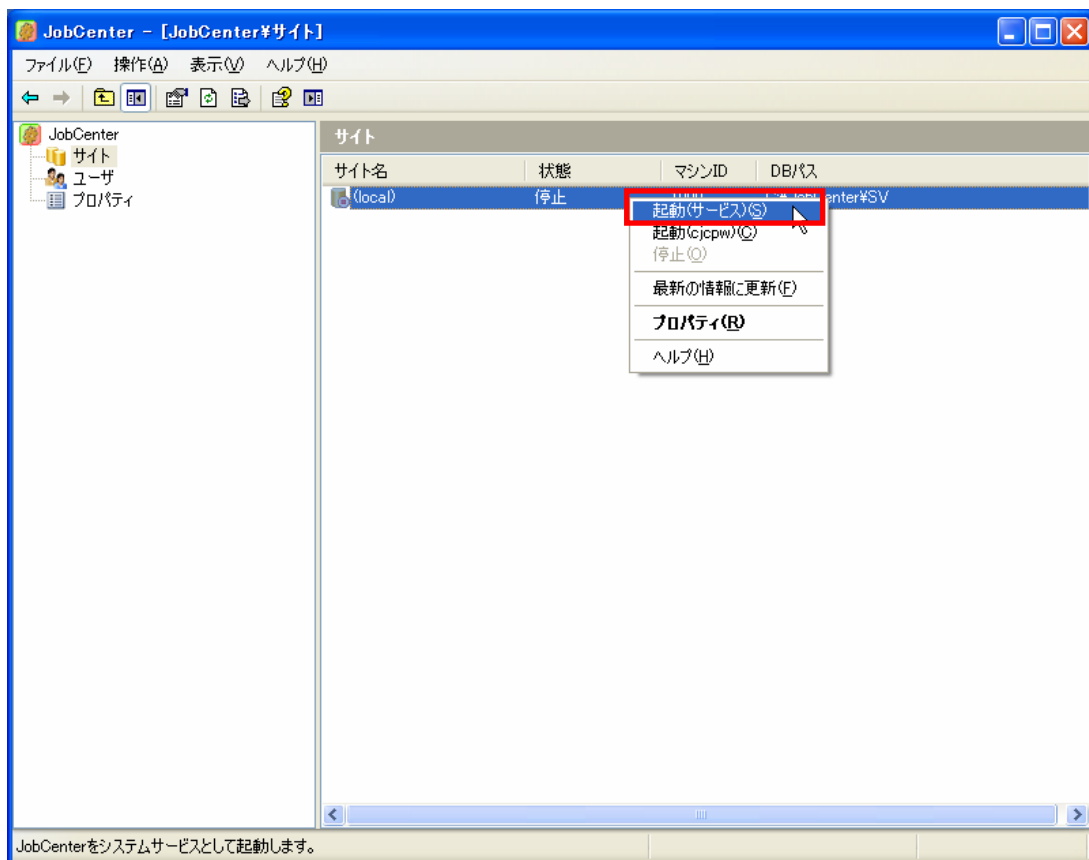 JobCenter - [JobCenter¥サイト]
ファイル(F) 操作(A) 表示(V) ヘルプ(H)
JobCenter
サイト
ユーザ
プロパティ
サイト
サイト名 状態 マシンID DBパス
(local) 停止 enter¥SV
起動(サービス)(S)
起動(cjcpw)(C)
停止(O)
最新の情報に更新(F)
プロパティ(R)
ヘルプ(H)
JobCenterをシステムサービスとして起動します。